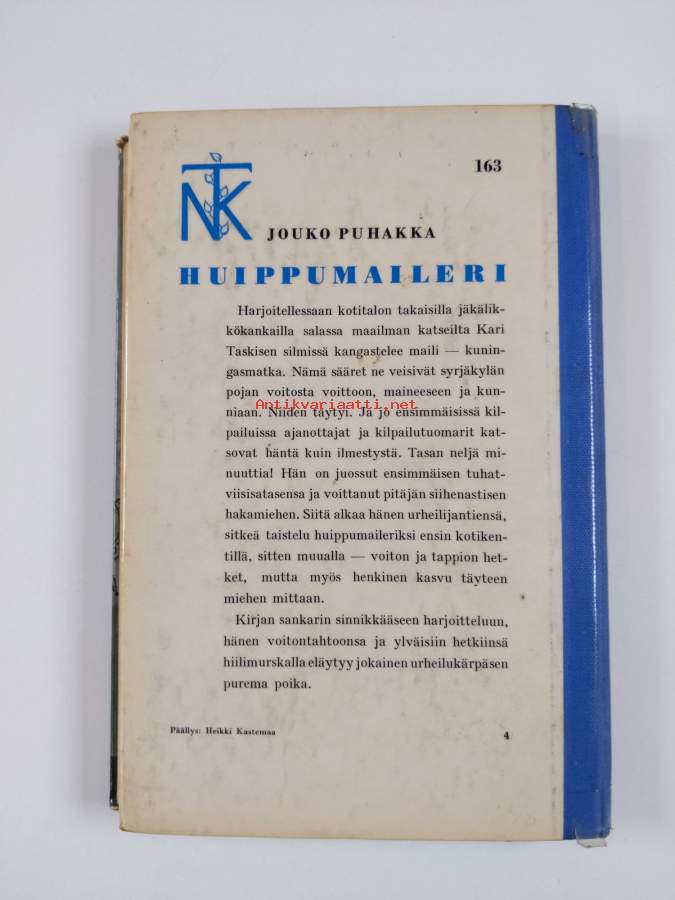 163
NTK
JOUKO PUHAKKA
HUIPPUMAILERI
Harjoitellessaan kotitalon takaisilla jäkälik-
kökankailla salassa maailman katseilta Kari
Taskisen silmissä kangastelee maili — kunin-
gasmatka. Nämä sääret ne veisivät syrjäkylän
pojan voitosta voittoon, maineeseen ja kun-
niaan. Niiden täytyi. Ja jo ensimmäisissä kil-
Antikvariaatti.net
pailuissa ajanottajat ja kilpailutuomarit kat-
sovat häntä kuin ilmestystä. Tasan neljä mi-
nuuttia! Hän on juossut ensimmäisen tuhat-
viisisatasensa ja voittanut pitäjän siihenastisen
hakamiehen. Siitä alkaa hänen urheilijantiensä,
sitkeä taistelu huippumaileriksi ensin kotiken-
tillä, sitten muualla — voiton ja tappion het-
ket, mutta myös henkinen kasvu täyteen
miehen mittaan.
Kirjan sankarin sinnikkääseen harjoitteluun,
hänen voitontahtoonsa ja ylväisiin hetkiinsä
hiilimurskalla eläytyy jokainen urheilukärpäsen
purema poika.
Päällys: Heikki Kastemaa
4